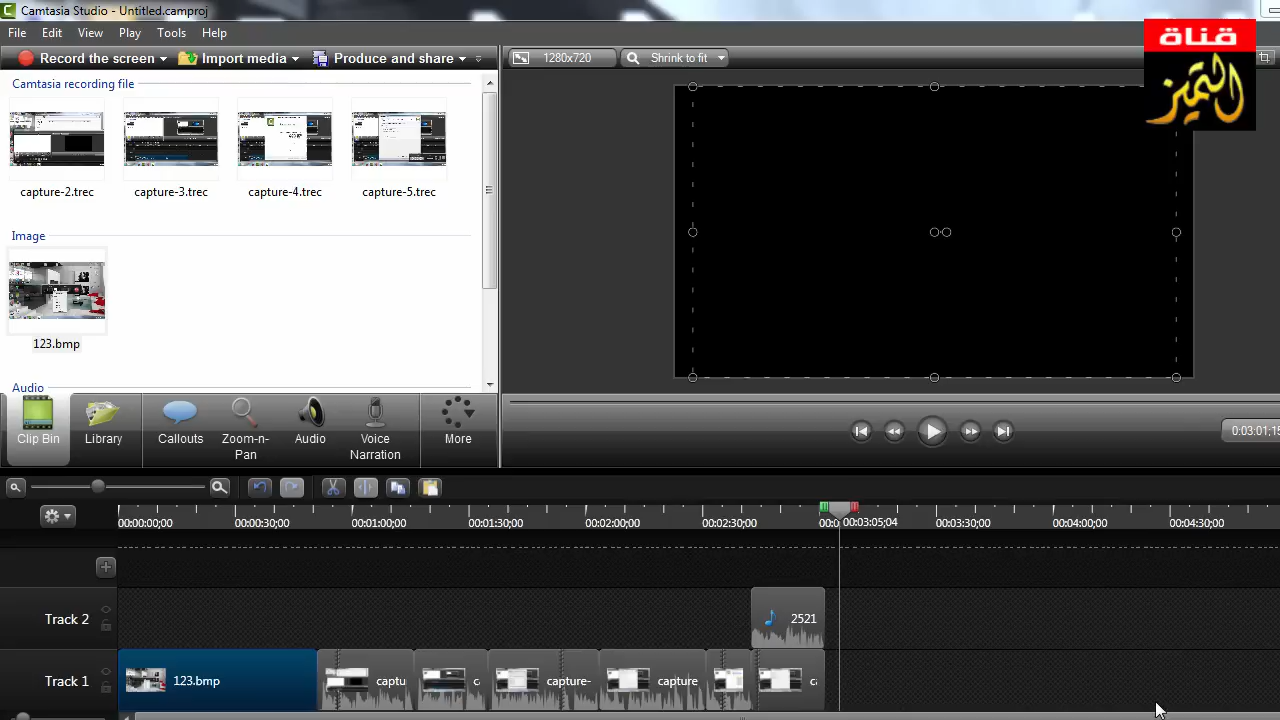 Camtasia Studio - Untitled.camproj
File Edit View Play Tools Help
قناة
التميز
Record the screen Import media Produce and share
1280x720 Shrink to fit
Camtasia recording file
capture-2.trec capture-3.trec capture-4.trec capture-5.trec
Image
123.bmp
Audio
Clip Bin Library Callouts Zoom-n-Pan Audio Voice Narration More
0:03:01;15
00:00:00;00 00:00:30;00 00:01:00;00 00:01:30;00 00:02:00;00 00:02:30;00 00:0 00:03:05;04 00:03:30;00 00:04:00;00 00:04:30;00
Track 2 2521
Track 1 123.bmp captu c capture- capture c